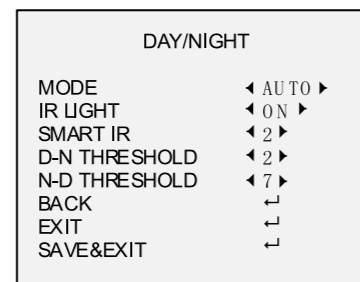 DAY/NIGHT
MODE ◀ AUTO ▶
IR LIGHT ◀ ON ▶
SMART IR ◀ 2 ▶
D-N THRESHOLD ◀ 2 ▶
N-D THRESHOLD ◀ 7 ▶
BACK ↵
EXIT ↵
SAVE&EXIT ↵